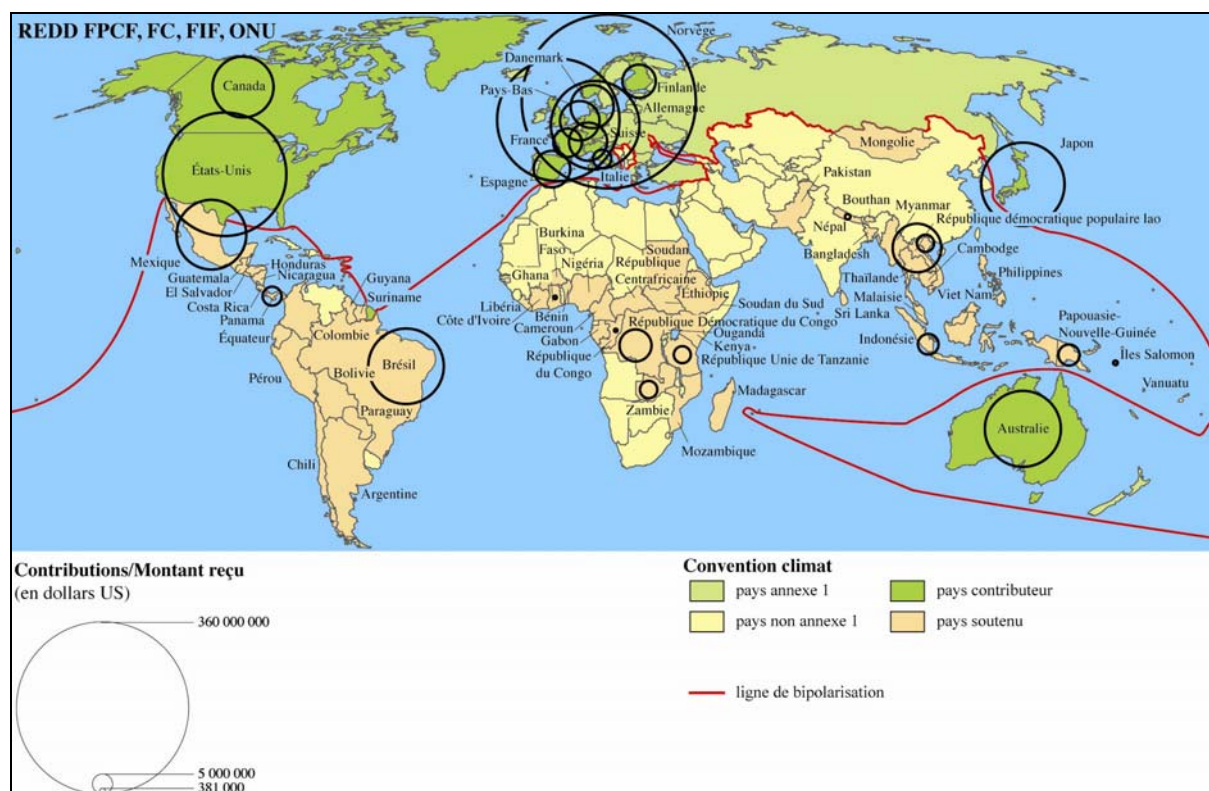 REDD FPCF, FC, FIF, ONU
Norvège
Danemark
Canada
Finlande
Pays-Bas
Allemagne
France
Suisse
Japon
Mongolie
États-Unis
Espagne
Italie
Pakistan
Bouthan
Myanmar
Népal
République démocratique populaire lao
Burkina
Faso
Soudan
Bangladesh
Cambodge
Mexique
Honduras
Nigéria
République
Centrafricaine
Thaïlande
Philippines
Guatemala
Nicaragua
Guyana
Ghana
Éthiopie
El Salvador
Suriname
Malaisie
Viet Nam
Costa Rica
Libéria
Soudan du Sud
Sri Lanka
Panama
Côte d'Ivoire
Bénin
Cameroun
République Démocratique du Congo
Papouasie-
Nouvelle-Guinée
Équateur
Colombie
Gabon
Ouganda
Kenya
Indonésie
République
du Congo
République Unie de Tanzanie
Îles Salomon
Brésil
Pérou
Bolivie
Madagascar
Vanuatu
Paraguay
Zambie
Australie
Mozambique
Chili
Argentine
Contributions/Montant reçu
(en dollars US)
360 000 000
5 000 000
381 000
Convention climat
pays annexe 1
pays contributeur
pays non annexe 1
pays soutenu
ligne de bipolarisation